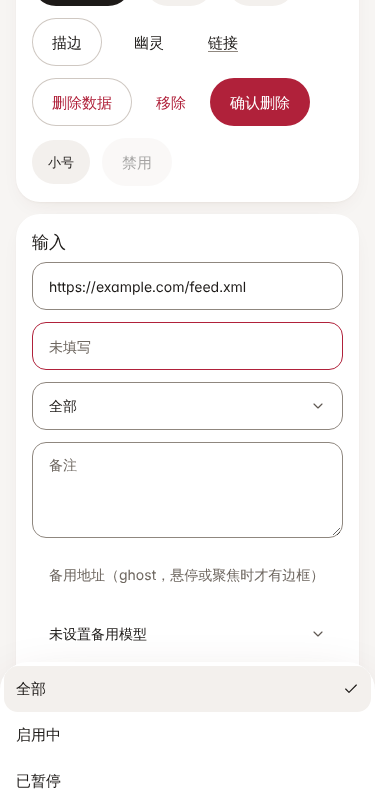 描边 幽灵 链接
删除数据 移除 确认删除
小号 禁用
输入
https://example.com/feed.xml
未填写
全部
备注
备用地址（ghost，悬停或聚焦时才有边框）
未设置备用模型
全部
启用中
已暂停